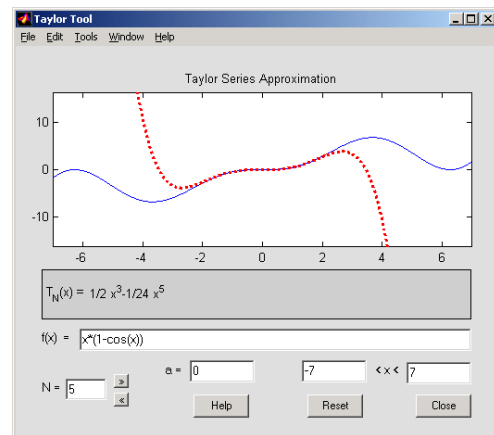 Taylor Tool
File Edit Tools Window Help
Taylor Series Approximation
10
0
-10
-6 -4 -2 0 2 4 6
T_N(x) = 1/2 x^3-1/24 x^5
f(x) = x*(1-cos(x))
N = 5 » « a = 0 -7 < x < 7
Help Reset Close